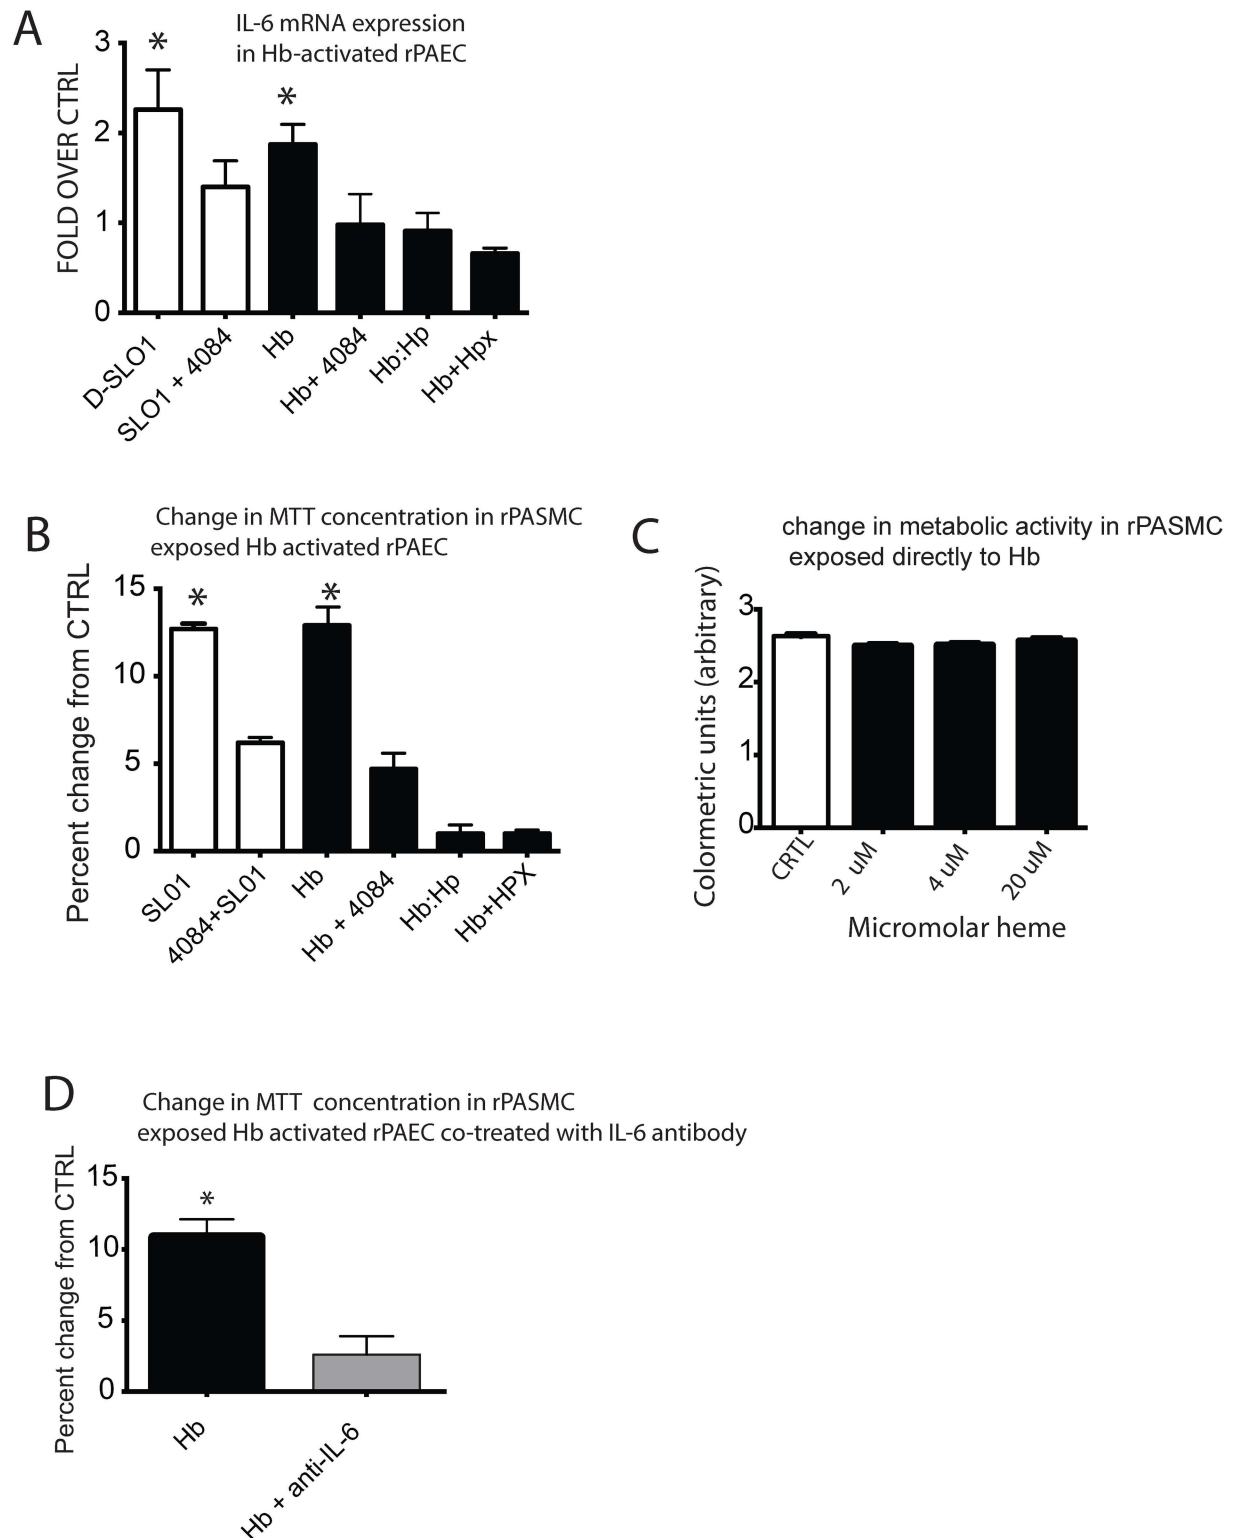 A
IL-6 mRNA expression
in Hb-activated rPAEC
FOLD OVER CTRL
3
2
1
0
*
*
D-SLO1
SLO1 + 4084
Hb
Hb+ 4084
Hb:Hp
Hb+Hpx
B
Change in MTT concentration in rPASMC
exposed Hb activated rPAEC
Percent change from CTRL
15
10
5
0
*
*
SL01
4084+SL01
Hb
Hb + 4084
Hb:Hp
Hb+HPX
C
change in metabolic activity in rPASMC
exposed directly to Hb
Colormetric units (arbitrary)
3
2
1
0
CRTL
2 uM
4 uM
20 uM
Micromolar heme
D
Change in MTT concentration in rPASMC
exposed Hb activated rPAEC co-treated with IL-6 antibody
Percent change from CTRL
15
10
5
0
*
Hb
Hb + anti-IL-6